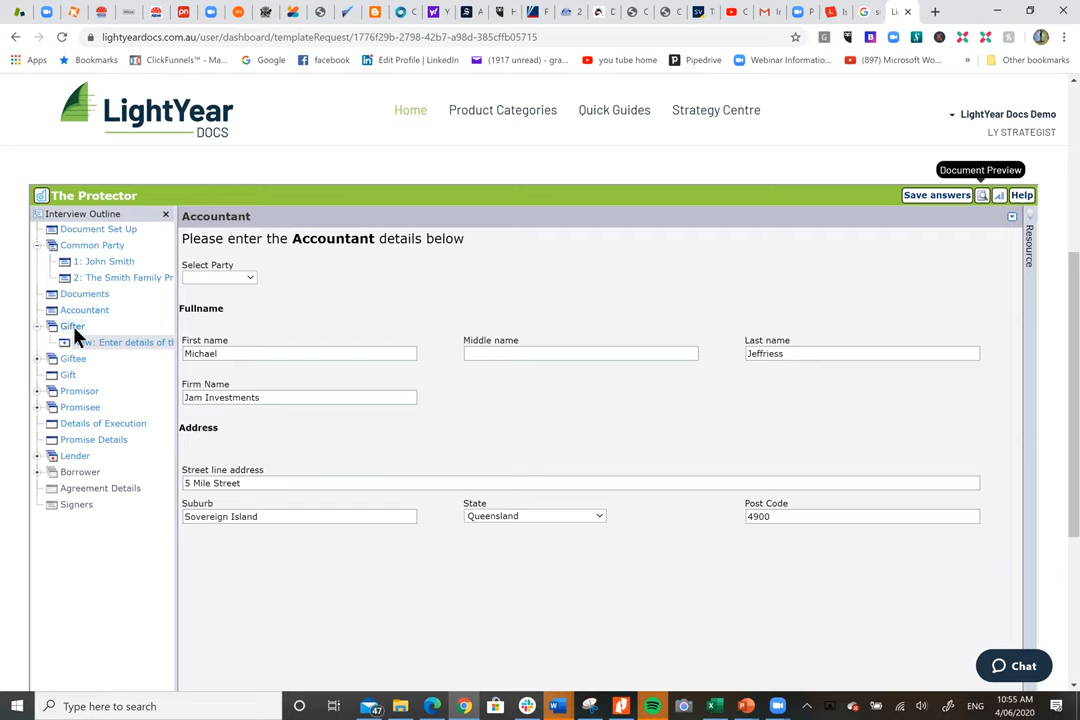 lightyeardocs.com.au/user/dashboard/templateRequest/1776f29b-2798-42b7-a98d-385cffb05715
Apps
Bookmarks
ClickFunnels™ - Ma...
Google
facebook
Edit Profile | LinkedIn
(1917 unread) - gra...
you tube home
Pipedrive
Webinar Informatio...
(897) Microsoft Wo...
»
Other bookmarks
LightYear
DOCS
Home
Product Categories
Quick Guides
Strategy Centre
LightYear Docs Demo
LY STRATEGIST
Document Preview
The Protector
Save answers
Help
Interview Outline
Document Set Up
Common Party
1: John Smith
2: The Smith Family Pr
Documents
Accountant
Gifter
Enter details of th
Giftee
Gift
Promisor
Promisee
Details of Execution
Promise Details
Lender
Borrower
Agreement Details
Signers
Accountant
Please enter the Accountant details below
Select Party
Fullname
First name
Middle name
Last name
Michael
Jeffriess
Firm Name
Jam Investments
Address
Street line address
5 Mile Street
Suburb
State
Post Code
Sovereign Island
Queensland
4900
Resource
Chat
Type here to search
47
ENG
10:55 AM
4/06/2020